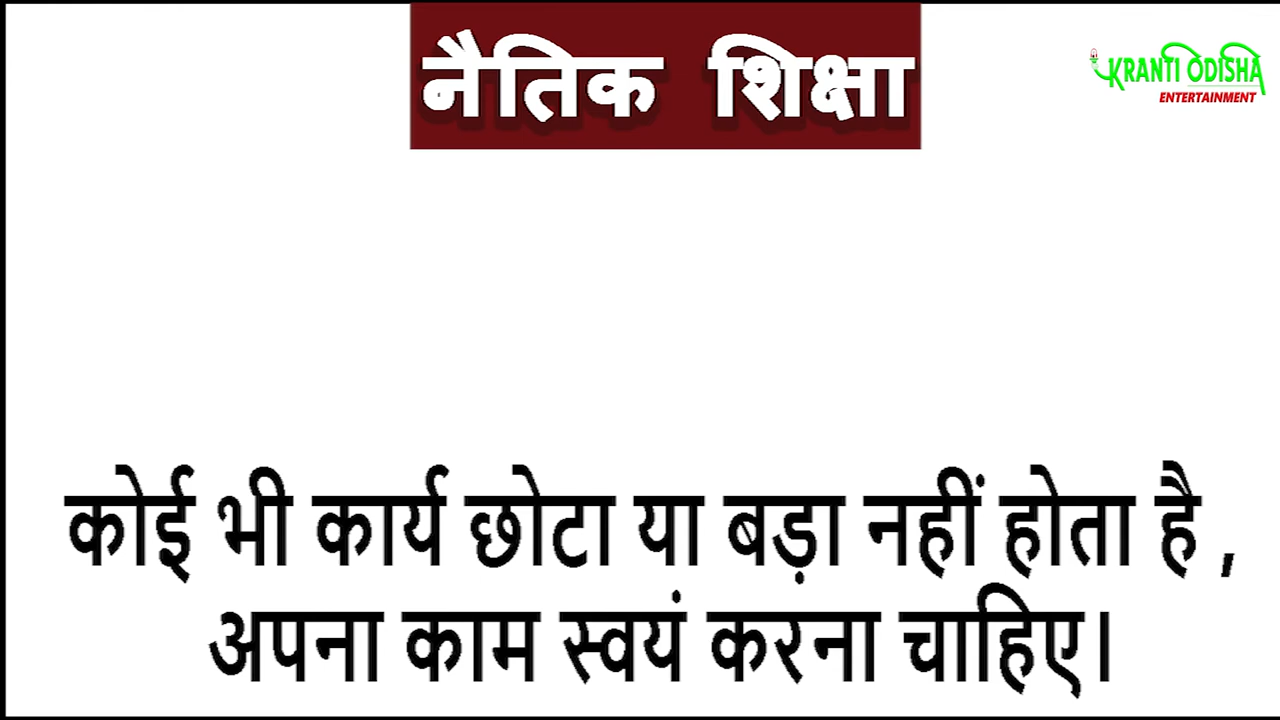 नैतिक शिक्षा
KRANTI ODISHA
ENTERTAINMENT
कोई भी कार्य छोटा या बड़ा नहीं होता है ,
अपना काम स्वयं करना चाहिए।